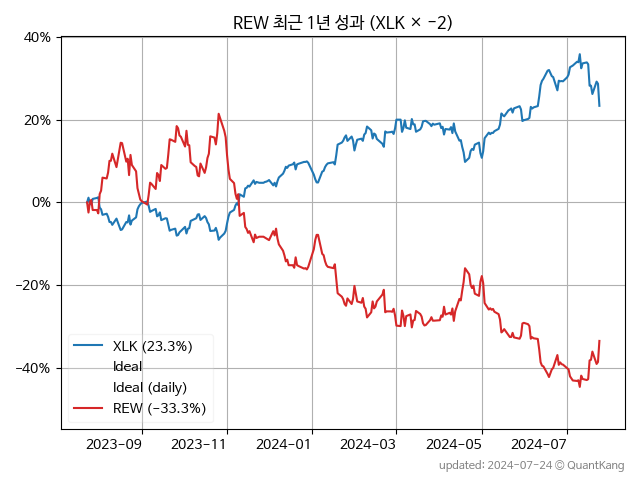 REW 최근 1년 성과 (XLK × -2)
40%
20%
0%
-20%
-40%
XLK (23.3%)
Ideal
Ideal (daily)
REW (-33.3%)
2023-09
2023-11
2024-01
2024-03
2024-05
2024-07
updated: 2024-07-24 © QuantKang